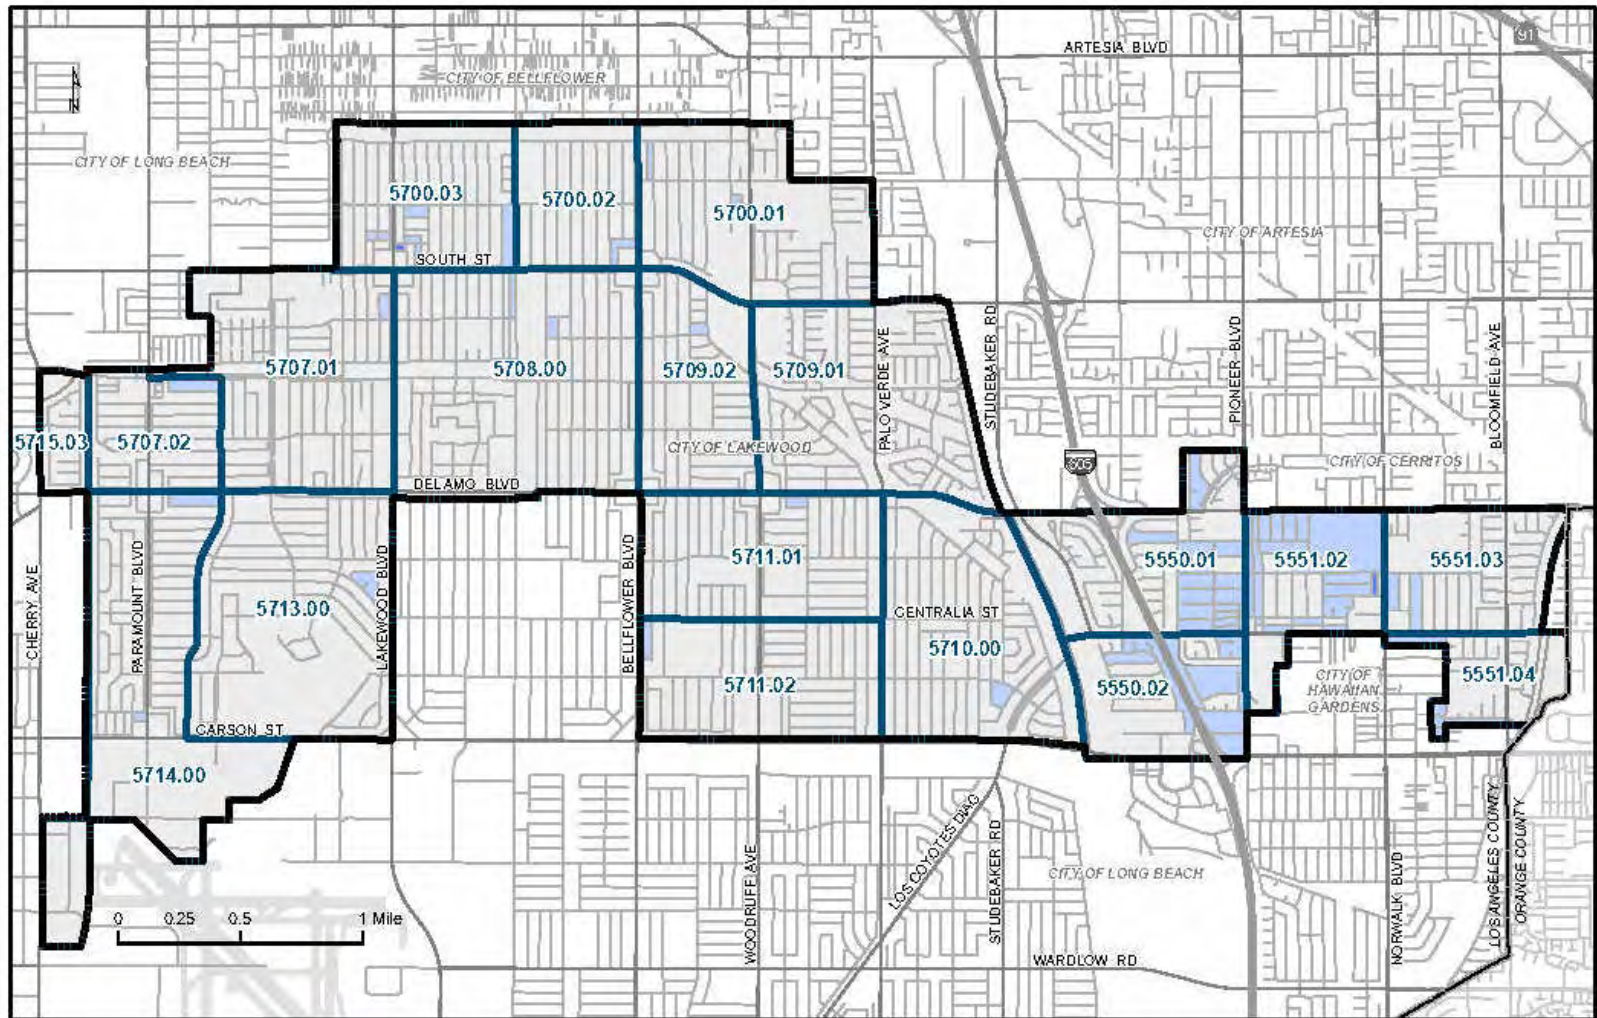 91
ARTESIA BLVD
CITY OF BELLFLOWER
CITY OF LONG BEACH
5700.03
5700.02
5700.01
CITY OF ARTESIA
SOUTH ST
STUDEBAKER RD
PALO VERDE AVE
PIONEER BLVD
BLOOMFIELD AVE
5707.01
5708.00
5709.02
5709.01
5715.03
5707.02
CITY OF LAKEWOOD
605
CITY OF CERRITOS
DEL AMO BLVD
CHERRY AVE
PARAMOUNT BLVD
LAKEWOOD BLVD
BELLFLOWER BLVD
5711.01
5550.01
5551.02
5551.03
5713.00
CENTRALIA ST
5710.00
5711.02
5550.02
CITY OF
HAWAIIAN
GARDENS
5551.04
CARSON ST
5714.00
LOS COYOTES DIAG
WOODRUFF AVE
STUDEBAKER RD
CITY OF LONG BEACH
NORWALK BLVD
LOS ANGELES COUNTY
ORANGE COUNTY
0 0.25 0.5 1 Mile
WARDLOW RD